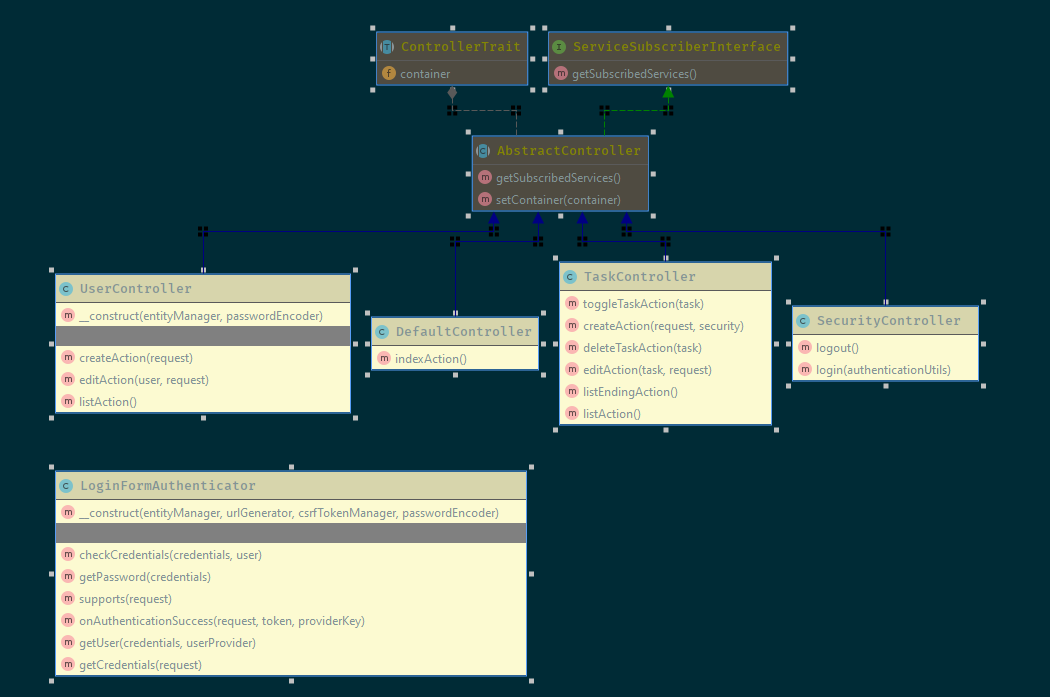 T ControllerTrait
f container
I ServiceSubscriberInterface
m getSubscribedServices()
C AbstractController
m getSubscribedServices()
m setContainer(container)
C UserController
m __construct(entityManager, passwordEncoder)
m createAction(request)
m editAction(user, request)
m listAction()
C DefaultController
m indexAction()
C TaskController
m toggleTaskAction(task)
m createAction(request, security)
m deleteTaskAction(task)
m editAction(task, request)
m listEndingAction()
m listAction()
C SecurityController
m logout()
m login(authenticationUtils)
C LoginFormAuthenticator
m __construct(entityManager, urlGenerator, csrfTokenManager, passwordEncoder)
m checkCredentials(credentials, user)
m getPassword(credentials)
m supports(request)
m onAuthenticationSuccess(request, token, providerKey)
m getUser(credentials, userProvider)
m getCredentials(request)